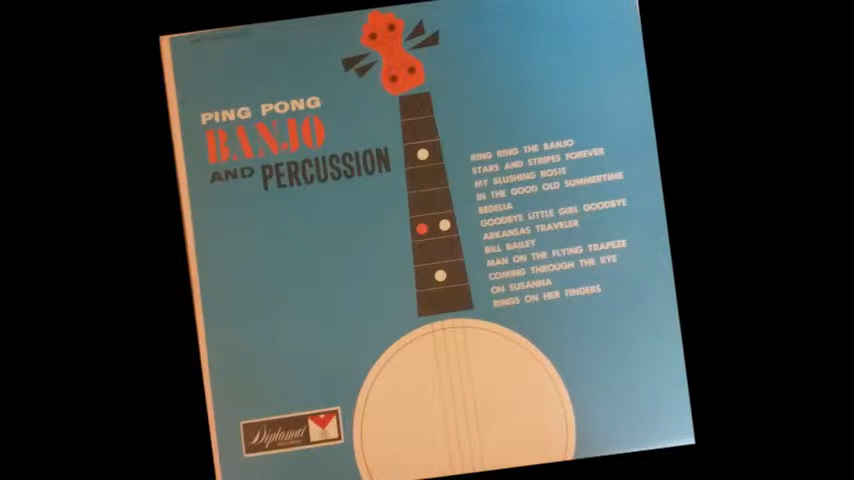 PING PONG
BANJO
AND PERCUSSION
RING RING THE BANJO
STARS AND STRIPES FOREVER
MY BLUSHING ROSIE
IN THE GOOD OLD SUMMERTIME
BEDELIA
GOODBYE LITTLE GIRL GOODBYE
ARKANSAS TRAVELER
BILL BAILEY
MAN ON THE FLYING TRAPEZE
COMING THROUGH THE RYE
OH SUSANNA
RINGS ON HER FINGERS
Diplomat